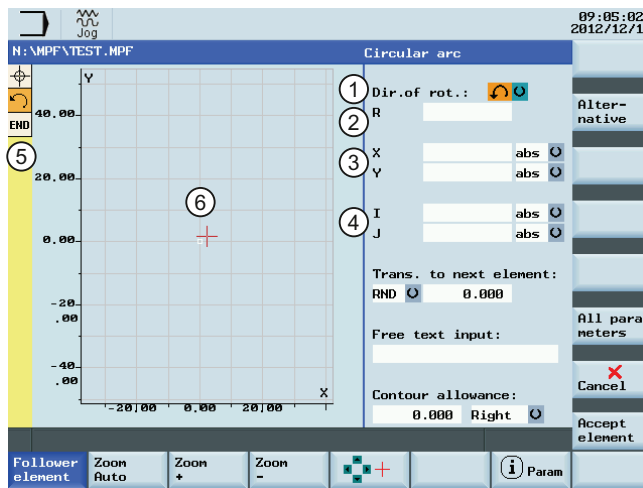 Jog
09:05:02
2012/12/1
N:\MPF\TEST.MPF
Circular arc
Y
END
40.00
20.00
0.00
-20
.00
-40
.00
-20|00
0.00
20|00
X
5
6
1
Dir.of rot.:
2
R
3
X
abs
Y
abs
4
I
abs
J
abs
Trans. to next element:
RND
0.000
Free text input:
Contour allowance:
0.000
Right
Alter-
native
All para
meters
Cancel
Accept
element
Follower
element
Zoom
Auto
Zoom
+
Zoom
-
i Param